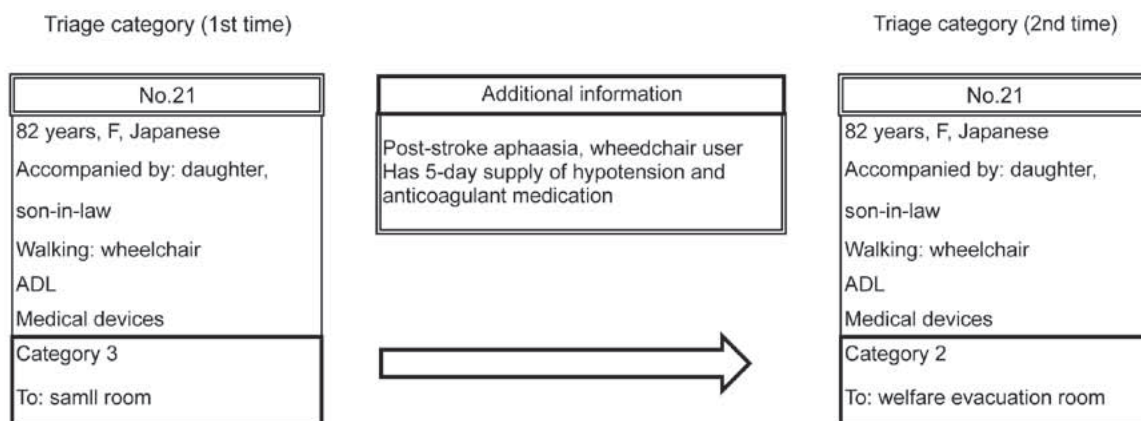 Triage category (1st time)
No.21
82 years, F, Japanese
Accompanied by: daughter,
son-in-law
Walking: wheelchair
ADL
Medical devices
Category 3
To: samll room
Additional information
Post-stroke aphaasia, wheedchair user
Has 5-day supply of hypotension and
anticoagulant medication
Triage category (2nd time)
No.21
82 years, F, Japanese
Accompanied by: daughter,
son-in-law
Walking: wheelchair
ADL
Medical devices
Category 2
To: welfare evacuation room